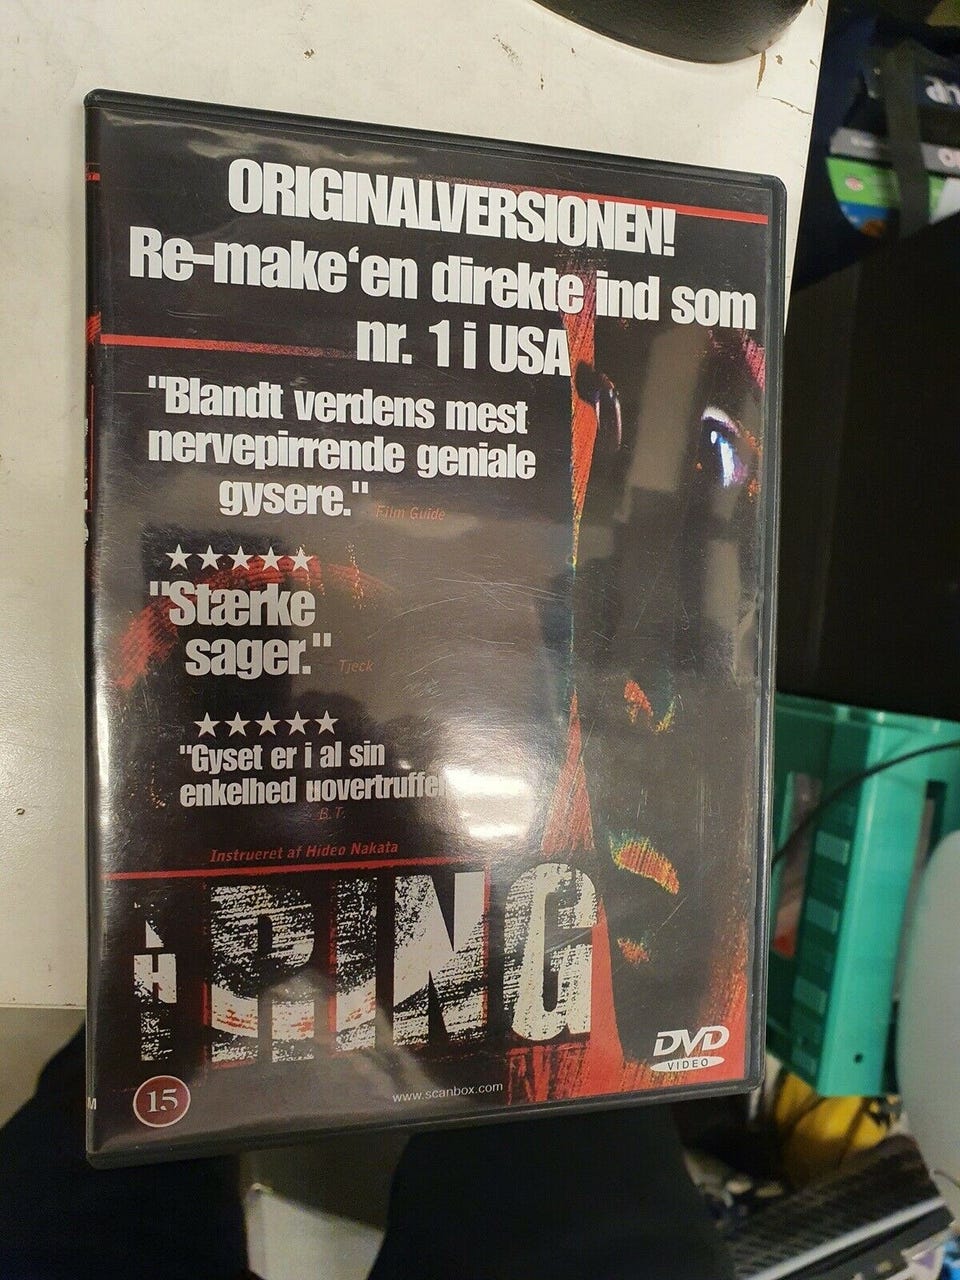 ORIGINALVERSIONEN!
Re-make'en direkte ind som
nr. 1 i USA
"Blandt verdens mest
nervepirrende geniale
gysere." Film Guide
★★★★★
"Stærke
sager." Tjeck
★★★★★
"Gyset er i al sin
enkelhed uovertruffe
B.T.
Instrueret af Hideo Nakata
RING
DVD
VIDEO
15
www.scanbox.com